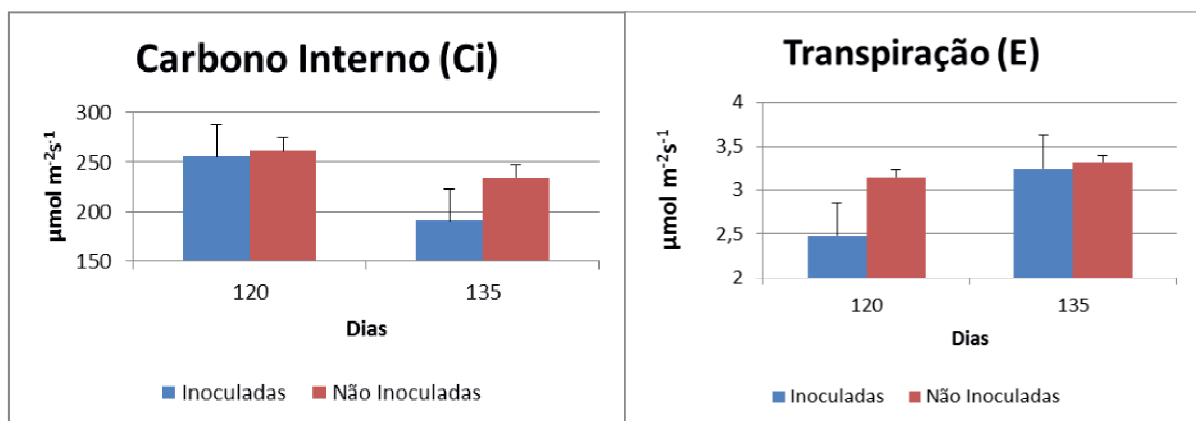 Carbono Interno (Ci)
µmol m-2s-1
300
250
200
150
120 135
Dias
Inoculadas Não Inoculadas
Transpiração (E)
µmol m-2s-1
4
3,5
3
2,5
2
120 135
Dias
Inoculadas Não Inoculadas